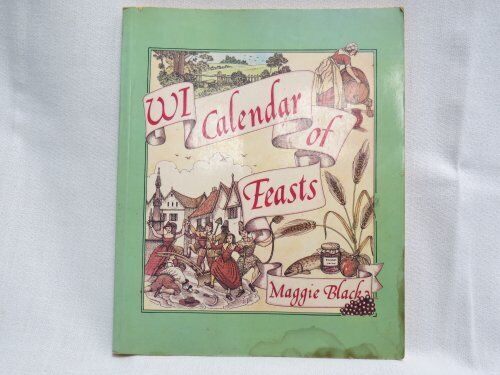 WI
Calendar
of
Feasts
Maggie Black